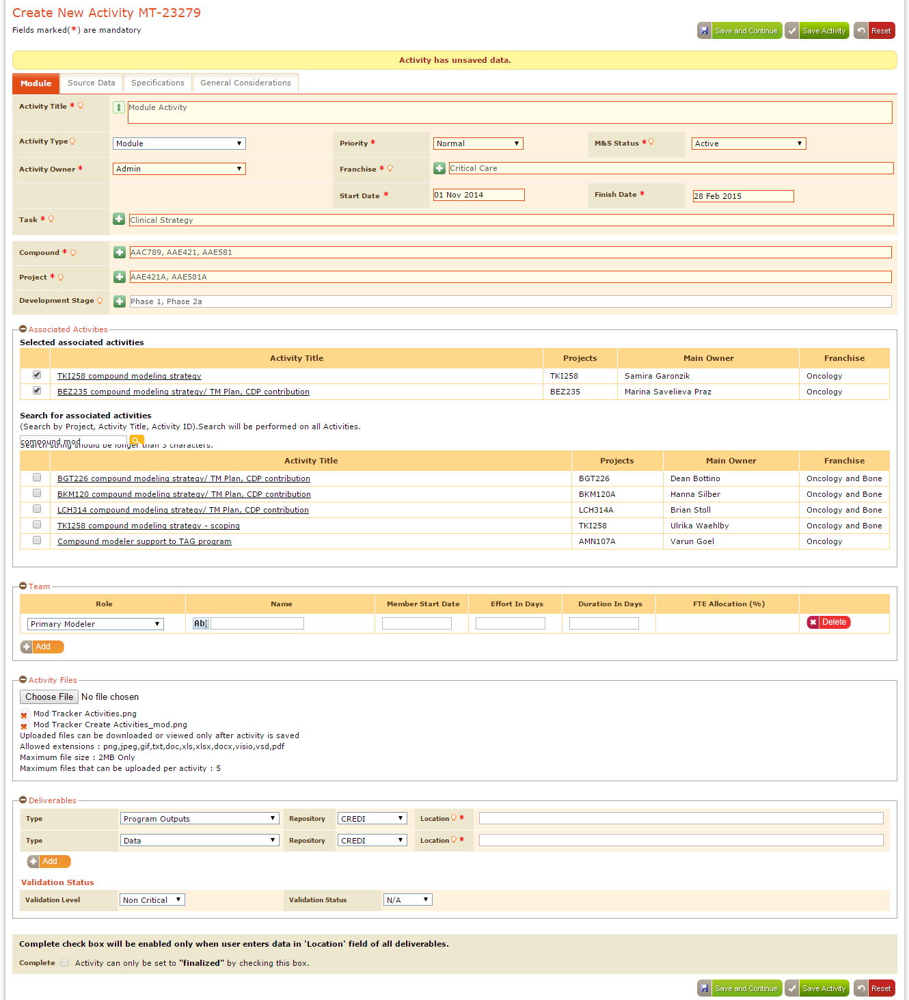 Create New Activity MT-23279
Fields marked(*) are mandatory
Save and Continue Save Activity Reset
Activity has unsaved data.
Module Source Data Specifications General Considerations
Activity Title * Module Activity
Activity Type Module Priority * Normal M&S Status * Active
Activity Owner * Admin Franchise * Critical Care
Start Date * 01 Nov 2014 Finish Date * 28 Feb 2015
Task * Clinical Strategy
Compound * AAC789, AAE421, AAE581
Project * AAE421A, AAE581A
Development Stage Phase 1, Phase 2a
Associated Activities
Selected associated activities
Activity Title Projects Main Owner Franchise
TKI258 compound modeling strategy TKI258 Samira Garonzik Oncology
BEZ235 compound modeling strategy/ TM Plan, CDP contribution BEZ235 Marina Savelieva Praz Oncology
Search for associated activities
(Search by Project, Activity Title, Activity ID).Search will be performed on all Activities.
compound mod
Search string should be longer than 3 characters.
Activity Title Projects Main Owner Franchise
BGT226 compound modeling strategy/ TM Plan, CDP contribution BGT226 Dean Bottino Oncology and Bone
BKM120 compound modeling strategy/ TM Plan, CDP contribution BKM120A Hanna Silber Oncology and Bone
LCH314 compound modeling strategy/ TM Plan, CDP contribution LCH314A Brian Stoll Oncology and Bone
TKI258 compound modeling strategy - scoping TKI258 Ulrika Waehlby Oncology and Bone
Compound modeler support to TAG program AMN107A Varun Goel Oncology
Team
Role Name Member Start Date Effort In Days Duration In Days FTE Allocation (%)
Primary Modeler Ab Delete
Add
Activity Files
Choose File No file chosen
Mod Tracker Activities.png
Mod Tracker Create Activities_mod.png
Uploaded files can be downloaded or viewed only after activity is saved
Allowed extensions : png,jpeg,gif,txt,doc,xls,xlsx,docx,visio,vsd,pdf
Maximum file size : 2MB Only
Maximum files that can be uploaded per activity : 5
Deliverables
Type Program Outputs Repository CREDI Location *
Type Data Repository CREDI Location *
Add
Validation Status
Validation Level Non Critical Validation Status N/A
Complete check box will be enabled only when user enters data in 'Location' field of all deliverables.
Complete Activity can only be set to "finalized" by checking this box.
Save and Continue Save Activity Reset